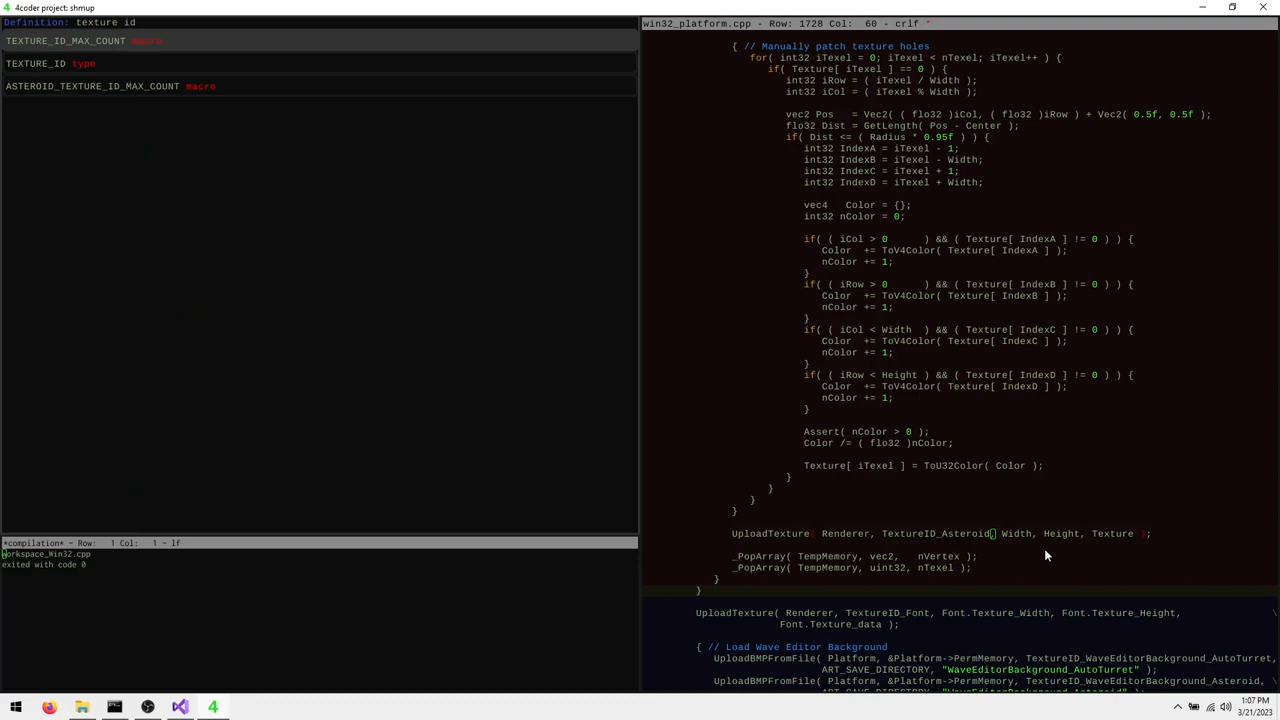 4coder project: shmup
Definition: texture id
TEXTURE_ID_MAX_COUNT macro
TEXTURE_ID type
ASTEROID_TEXTURE_ID_MAX_COUNT macro
*compilation* - Row: 1 Col: 1 - lf
workspace_Win32.cpp
exited with code 0
win32_platform.cpp - Row: 1728 Col: 60 - crlf *
{ // Manually patch texture holes
for( int32 iTexel = 0; iTexel < nTexel; iTexel++ ) {
if( Texture[ iTexel ] == 0 ) {
int32 iRow = ( iTexel / Width );
int32 iCol = ( iTexel % Width );
vec2 Pos = Vec2( ( flo32 )iCol, ( flo32 )iRow ) + Vec2( 0.5f, 0.5f );
flo32 Dist = GetLength( Pos - Center );
if( Dist <= ( Radius * 0.95f ) ) {
int32 IndexA = iTexel - 1;
int32 IndexB = iTexel - Width;
int32 IndexC = iTexel + 1;
int32 IndexD = iTexel + Width;
vec4 Color = {};
int32 nColor = 0;
if( ( iCol > 0 ) && ( Texture[ IndexA ] != 0 ) ) {
Color += ToV4Color( Texture[ IndexA ] );
nColor += 1;
}
if( ( iRow > 0 ) && ( Texture[ IndexB ] != 0 ) ) {
Color += ToV4Color( Texture[ IndexB ] );
nColor += 1;
}
if( ( iCol < Width ) && ( Texture[ IndexC ] != 0 ) ) {
Color += ToV4Color( Texture[ IndexC ] );
nColor += 1;
}
if( ( iRow < Height ) && ( Texture[ IndexD ] != 0 ) ) {
Color += ToV4Color( Texture[ IndexD ] );
nColor += 1;
}
Assert( nColor > 0 );
Color /= ( flo32 )nColor;
Texture[ iTexel ] = ToU32Color( Color );
}
}
}
}
UploadTexture( Renderer, TextureID_Asteroid, Width, Height, Texture );
_PopArray( TempMemory, vec2, nVertex );
_PopArray( TempMemory, uint32, nTexel );
}
}
UploadTexture( Renderer, TextureID_Font, Font.Texture_Width, Font.Texture_Height, \
Font.Texture_data );
{ // Load Wave Editor Background
UploadBMPFromFile( Platform, &Platform->PermMemory, TextureID_WaveEditorBackground_AutoTurret,
ART_SAVE_DIRECTORY, "WaveEditorBackground_AutoTurret" );
UploadBMPFromFile( Platform, &Platform->PermMemory, TextureID_WaveEditorBackground_Asteroid, \
ART_SAVE_DIRECTORY, "WaveEditorBackground_Asteroid" );
1:07 PM
3/21/2023